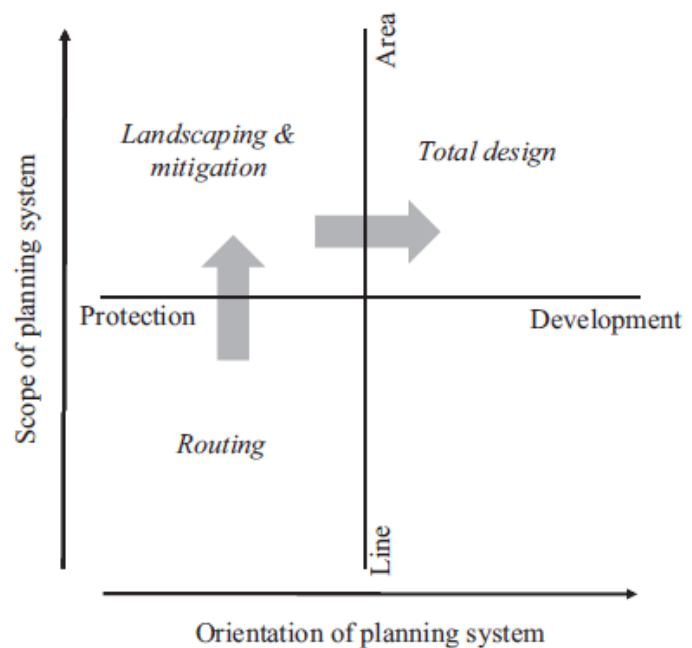 Area
Landscaping &
mitigation
Total design
Scope of planning system
Protection
Development
Routing
Line
Orientation of planning system